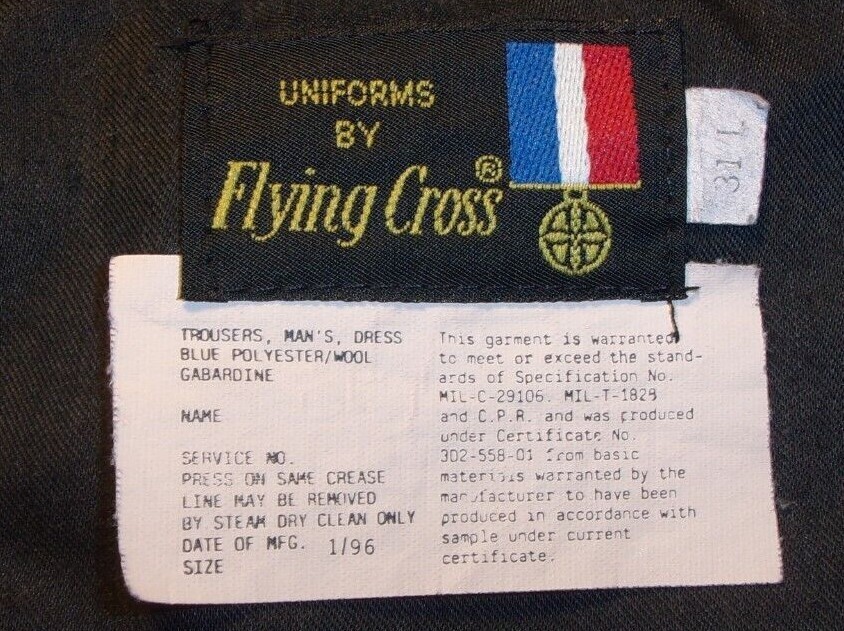 UNIFORMS
BY
Flying Cross®
31 L
TROUSERS, MAN'S, DRESS
BLUE POLYESTER/WOOL
GABARDINE
NAME
SERVICE NO.
PRESS ON SAME CREASE
LINE MAY BE REMOVED
BY STEAM DRY CLEAN ONLY
DATE OF MFG. 1/96
SIZE
This garment is warranted
to meet or exceed the stand-
ards of Specification No.
MIL-C-29106. MIL-T-1829
and C.P.R. and was produced
under Certificate No.
3D2-558-01 from basic
materials warranted by the
manufacturer to have been
produced in accordance with
sample under current
certificate.